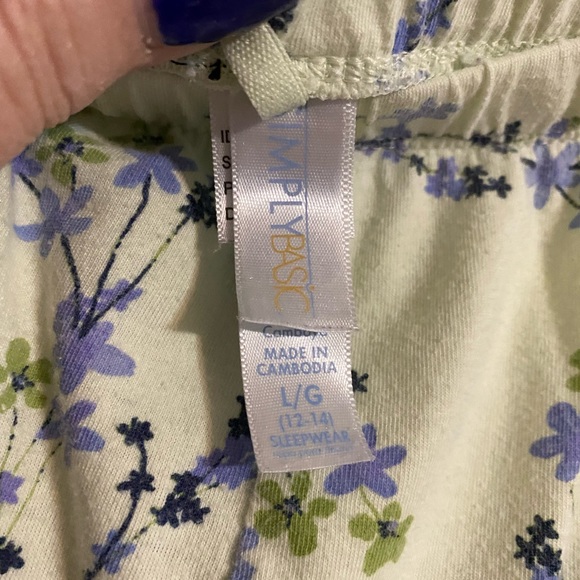 SIMPLY BASIC
MADE IN
CAMBODIA
L/G
(12-14)
SLEEPWEAR